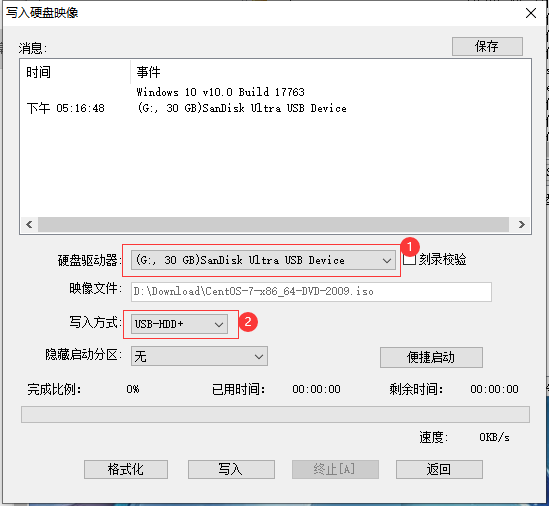 写入硬盘映像
消息:
保存
时间 事件
Windows 10 v10.0 Build 17763
下午 05:16:48 (G:, 30 GB)SanDisk Ultra USB Device
硬盘驱动器: (G:, 30 GB)SanDisk Ultra USB Device 1 刻录校验
映像文件: D:\Download\CentOS-7-x86_64-DVD-2009.iso
写入方式: USB-HDD+ 2
隐藏启动分区: 无 便捷启动
完成比例: 0% 已用时间: 00:00:00 剩余时间: 00:00:00
速度: 0KB/s
格式化 写入 终止[A] 返回